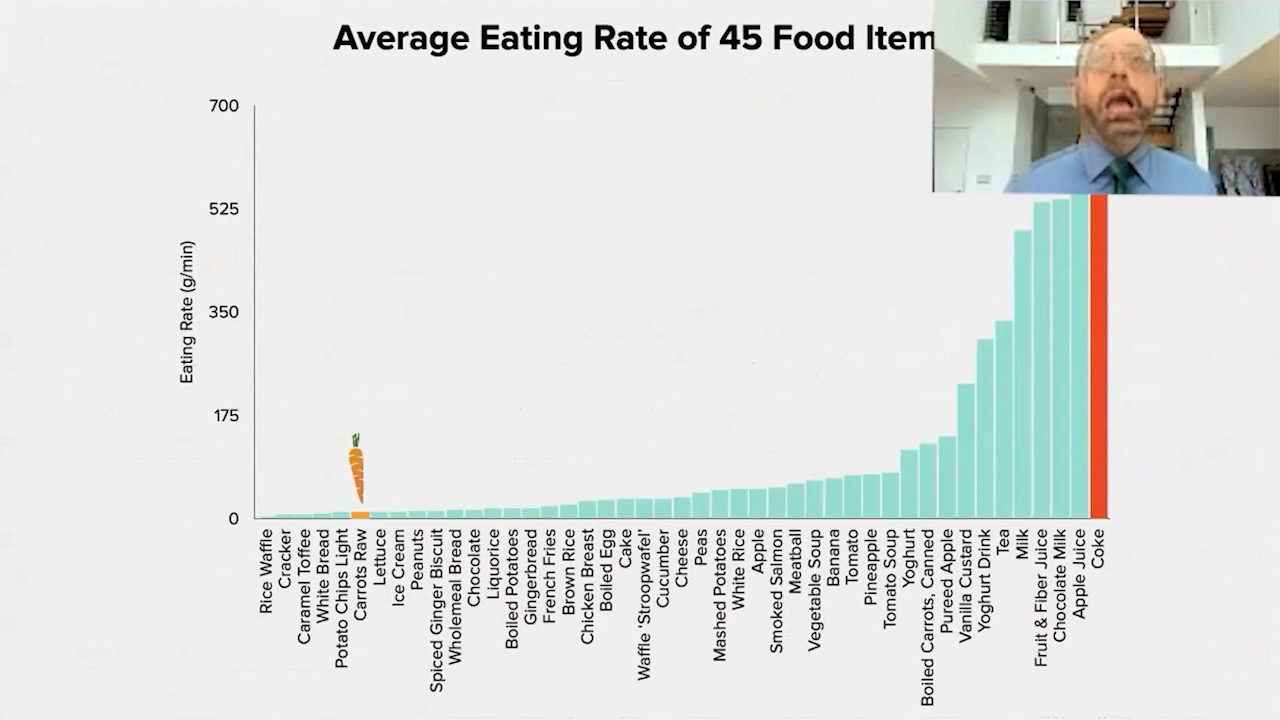 Average Eating Rate of 45 Food Item
700
525
350
175
0
Eating Rate (g/min)
Rice Waffle
Cracker
Caramel Toffee
White Bread
Potato Chips Light
Carrots Raw
Lettuce
Ice Cream
Peanuts
Spiced Ginger Biscuit
Wholemeal Bread
Chocolate
Liquorice
Boiled Potatoes
Gingerbread
French Fries
Brown Rice
Chicken Breast
Boiled Egg
Cake
Waffle ‘Stroopwafel’
Cucumber
Cheese
Peas
Mashed Potatoes
White Rice
Apple
Smoked Salmon
Meatball
Vegetable Soup
Banana
Tomato
Pineapple
Tomato Soup
Yoghurt
Boiled Carrots, Canned
Pureed Apple
Vanilla Custard
Yoghurt Drink
Tea
Milk
Fruit & Fiber Juice
Chocolate Milk
Apple Juice
Coke